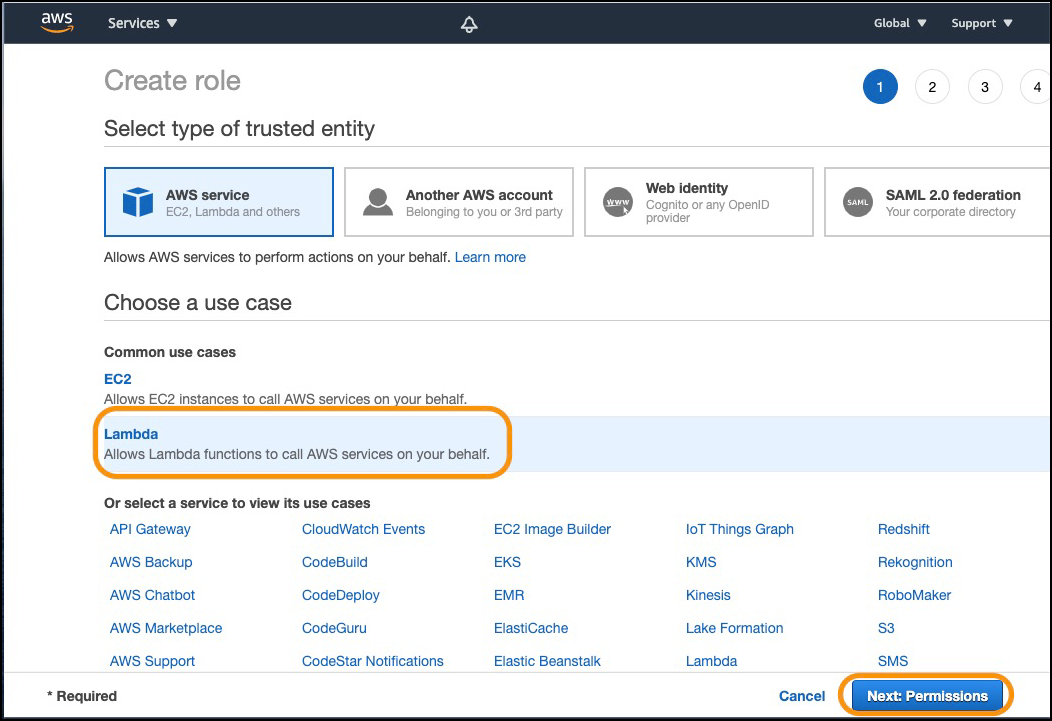 aws Services Global Support
Create role 1 2 3 4
Select type of trusted entity
AWS service
EC2, Lambda and others
Another AWS account
Belonging to you or 3rd party
www
Web identity
Cognito or any OpenID
provider
SAML
SAML 2.0 federation
Your corporate directory
Allows AWS services to perform actions on your behalf. Learn more
Choose a use case
Common use cases
EC2
Allows EC2 instances to call AWS services on your behalf.
Lambda
Allows Lambda functions to call AWS services on your behalf.
Or select a service to view its use cases
API Gateway CloudWatch Events EC2 Image Builder IoT Things Graph Redshift
AWS Backup CodeBuild EKS KMS Rekognition
AWS Chatbot CodeDeploy EMR Kinesis RoboMaker
AWS Marketplace CodeGuru ElastiCache Lake Formation S3
AWS Support CodeStar Notifications Elastic Beanstalk Lambda SMS
* Required Cancel Next: Permissions